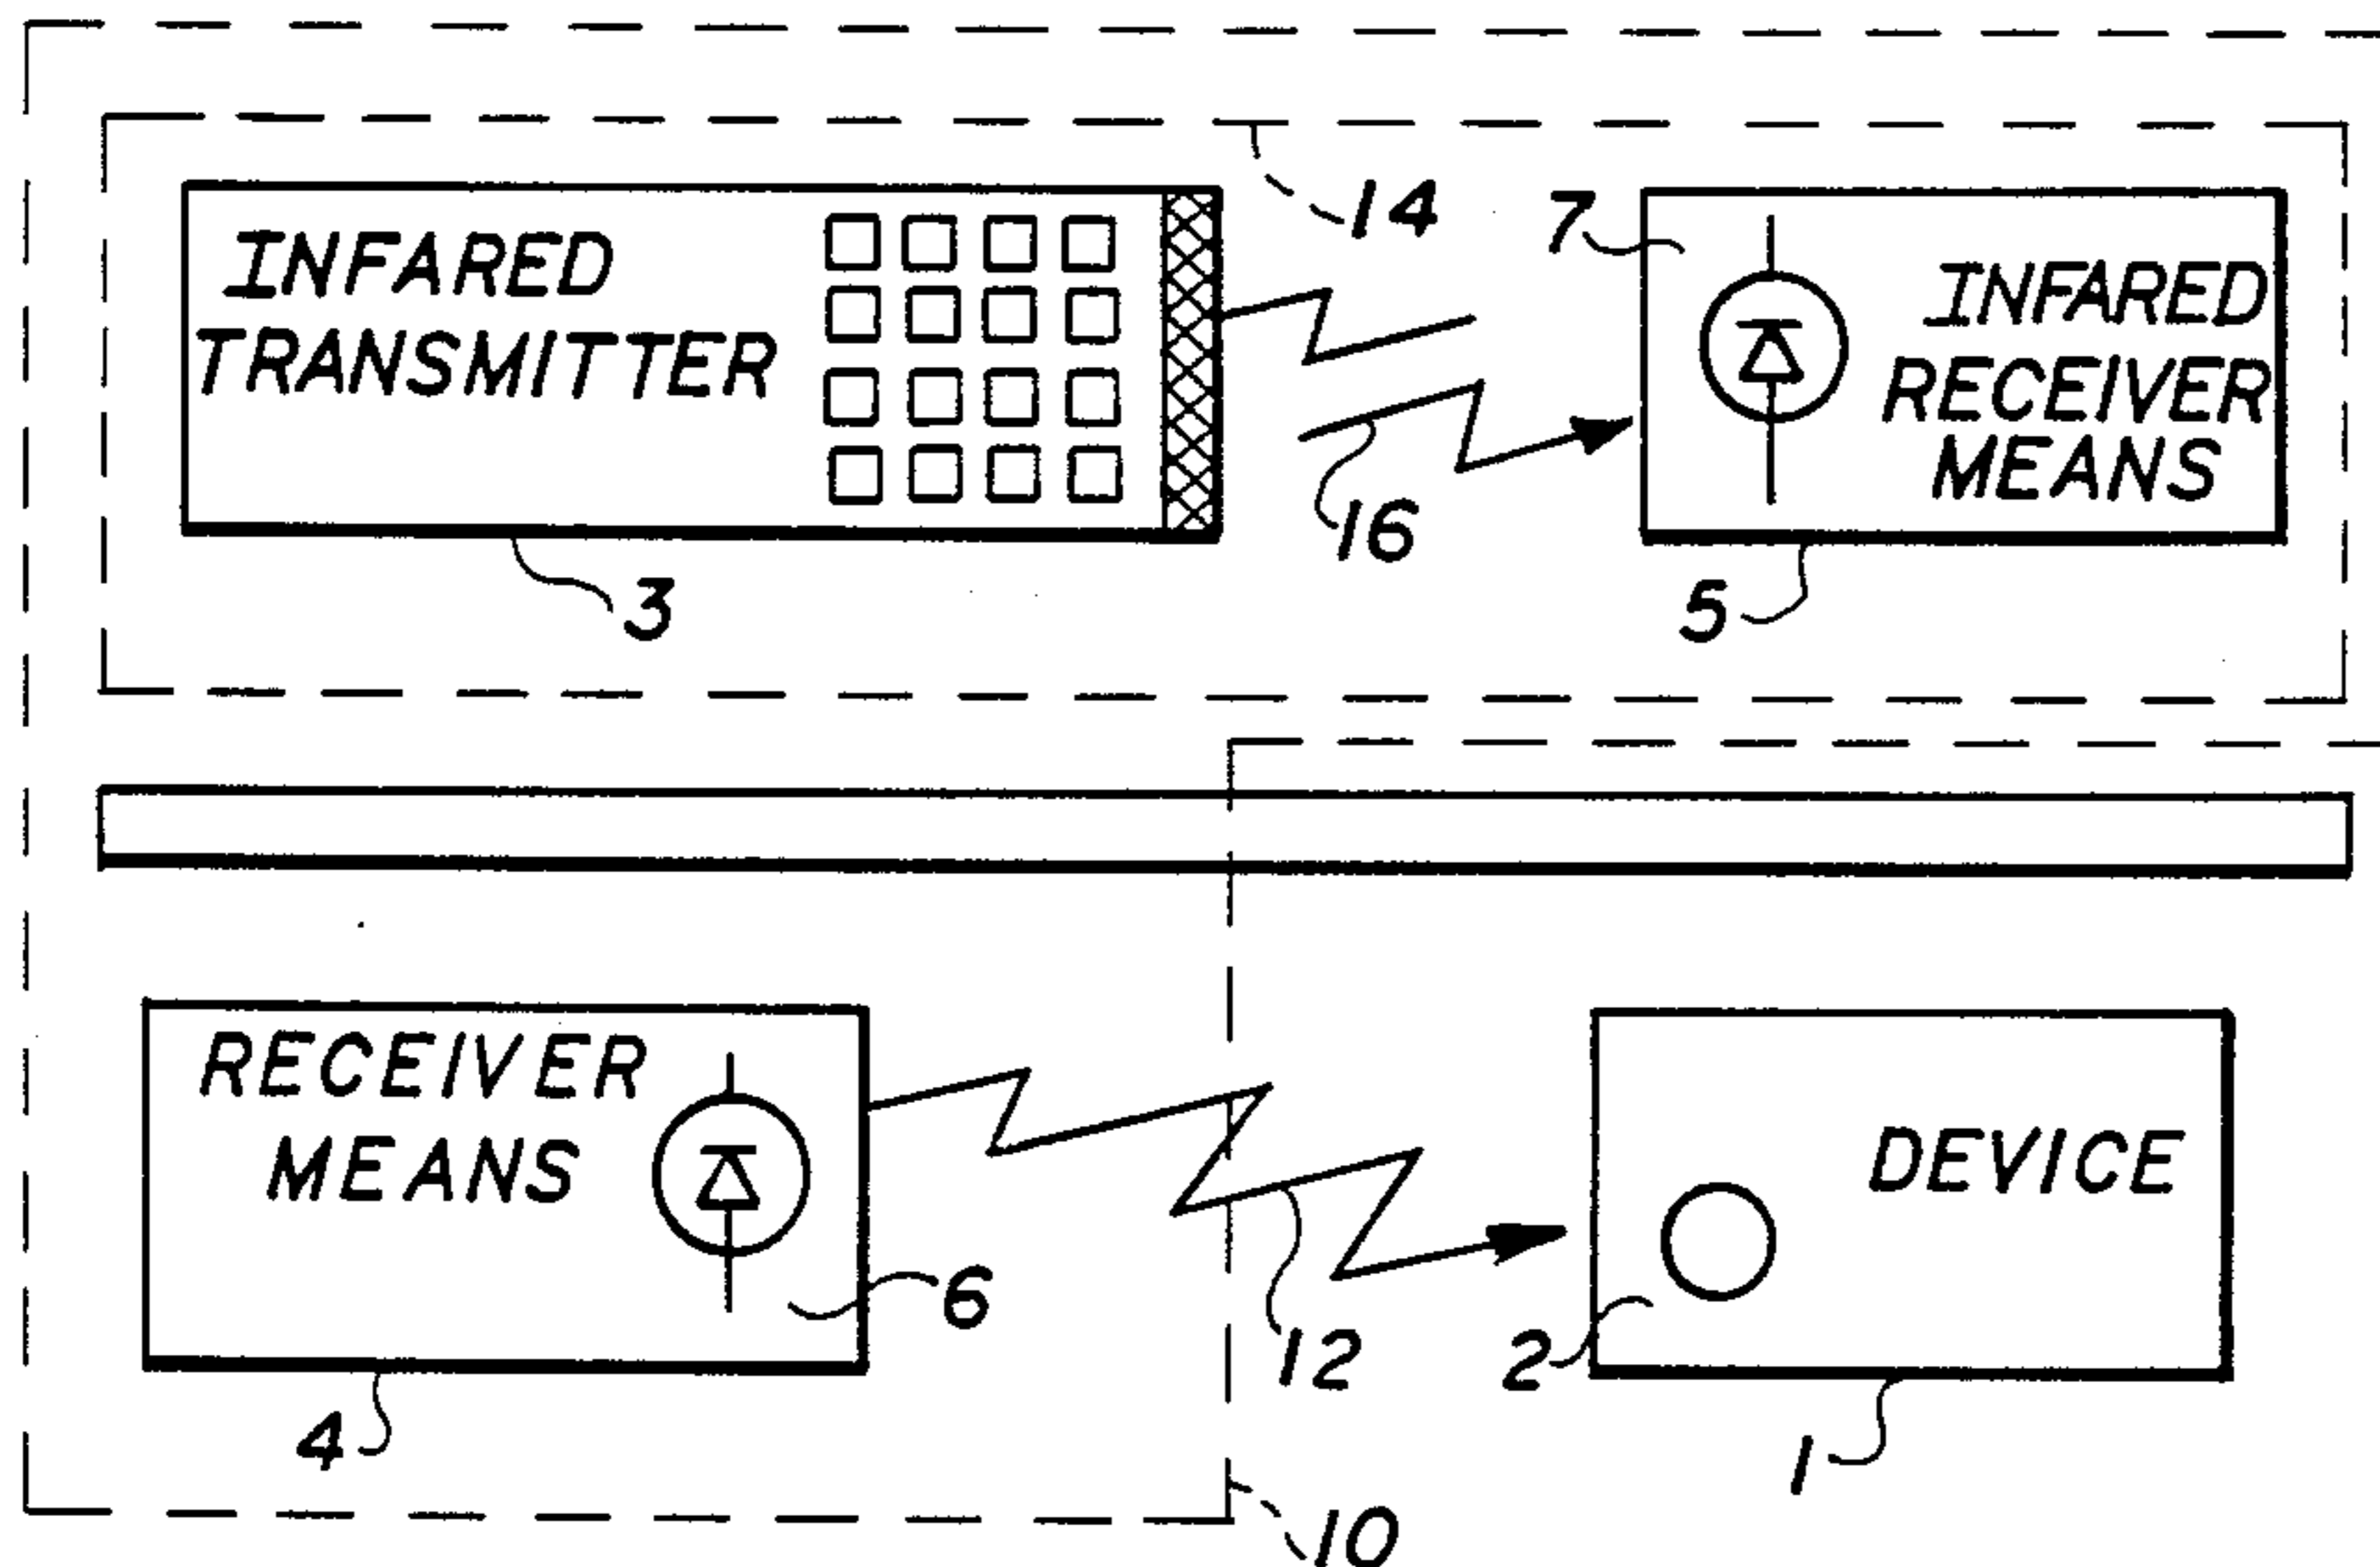 INFARED
TRANSMITTER
14
7
INFARED
RECEIVER
MEANS
16
3
5
RECEIVER
MEANS
DEVICE
6
12
2
4
1
10